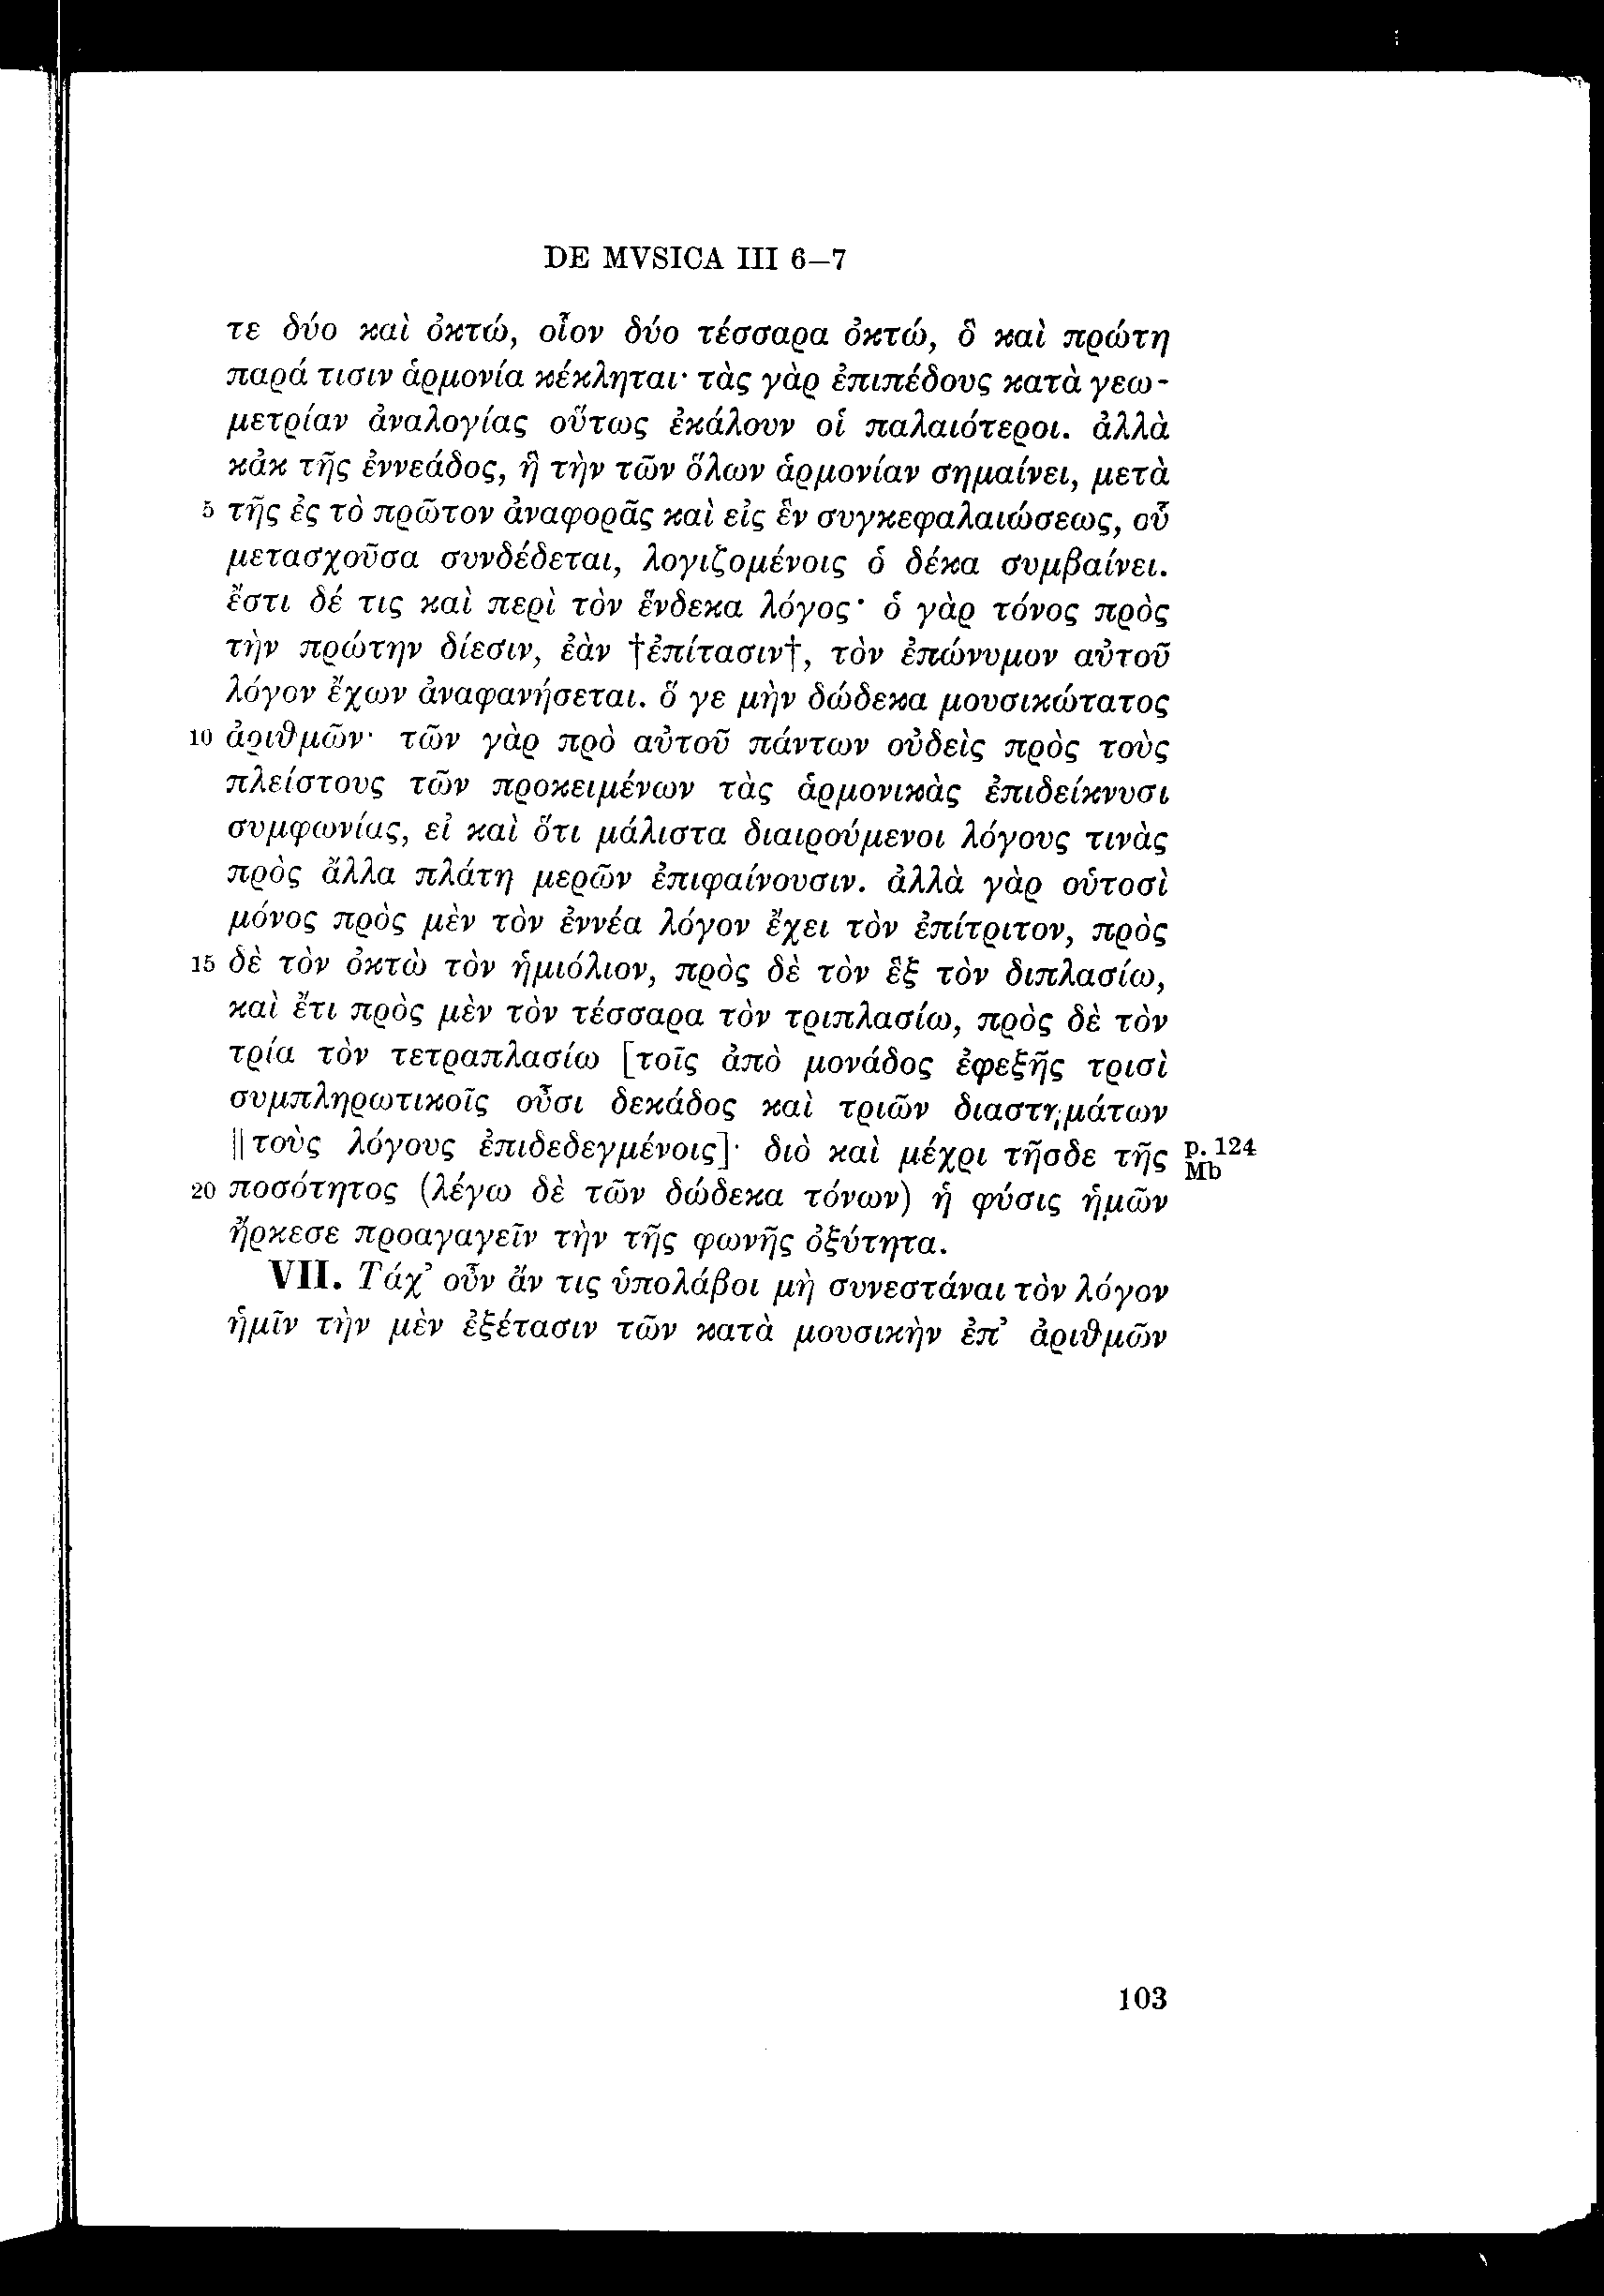 DE MVSICA III 6–7
τε δύο καὶ ὀκτώ, οἷον δύο τέσσαρα ὀκτώ, ὃ καὶ πρώτη
παρά τισιν ἁρμονία κέκληται· τὰς γὰρ ἐπιπέδους κατὰ γεω-
μετρίαν ἀναλογίας οὕτως ἐκάλουν οἱ παλαιότεροι. ἀλλὰ
κἀκ τῆς ἐννεάδος, ἣ τὴν τῶν ὅλων ἁρμονίαν σημαίνει, μετὰ
5 τῆς ἐς τὸ πρῶτον ἀναφορᾶς καὶ εἰς ἓν συγκεφαλαιώσεως, οὗ
μετασχοῦσα συνδέδεται, λογιζομένοις ὁ δέκα συμβαίνει.
ἔστι δέ τις καὶ περὶ τὸν ἕνδεκα λόγος· ὁ γὰρ τόνος πρὸς
τὴν πρώτην δίεσιν, ἐὰν †ἐπίτασιν†, τὸν ἐπώνυμον αὐτοῦ
λόγον ἔχων ἀναφανήσεται. ὅ γε μὴν δώδεκα μουσικώτατος
10 ἀριθμῶν· τῶν γὰρ πρὸ αὐτοῦ πάντων οὐδεὶς πρὸς τοὺς
πλείστους τῶν προκειμένων τὰς ἁρμονικὰς ἐπιδείκνυσι
συμφωνίας, εἰ καὶ ὅτι μάλιστα διαιρούμενοι λόγους τινὰς
πρὸς ἄλλα πλάτη μερῶν ἐπιφαίνουσιν. ἀλλὰ γὰρ οὑτοσὶ
μόνος πρὸς μὲν τὸν ἐννέα λόγον ἔχει τὸν ἐπίτριτον, πρὸς
15 δὲ τὸν ὀκτὼ τὸν ἡμιόλιον, πρὸς δὲ τὸν ἓξ τὸν διπλασίω,
καὶ ἔτι πρὸς μὲν τὸν τέσσαρα τὸν τριπλασίω, πρὸς δὲ τὸν
τρία τὸν τετραπλασίω [τοῖς ἀπὸ μονάδος ἐφεξῆς τρισὶ
συμπληρωτικοῖς οὖσι δεκάδος καὶ τριῶν διαστημάτων
‖τοὺς λόγους ἐπιδεδεγμένοις]· διὸ καὶ μέχρι τῆσδε τῆς p. 124 Mb
20 ποσότητος (λέγω δὲ τῶν δώδεκα τόνων) ἡ φύσις ἡμῶν
ἤρκεσε προαγαγεῖν τὴν τῆς φωνῆς ὀξύτητα.
VII. Τάχ’ οὖν ἄν τις ὑπολάβοι μὴ συνεστάναι τὸν λόγον
ἡμῖν τὴν μὲν ἐξέτασιν τῶν κατὰ μουσικὴν ἐπ’ ἀριθμῶν
103